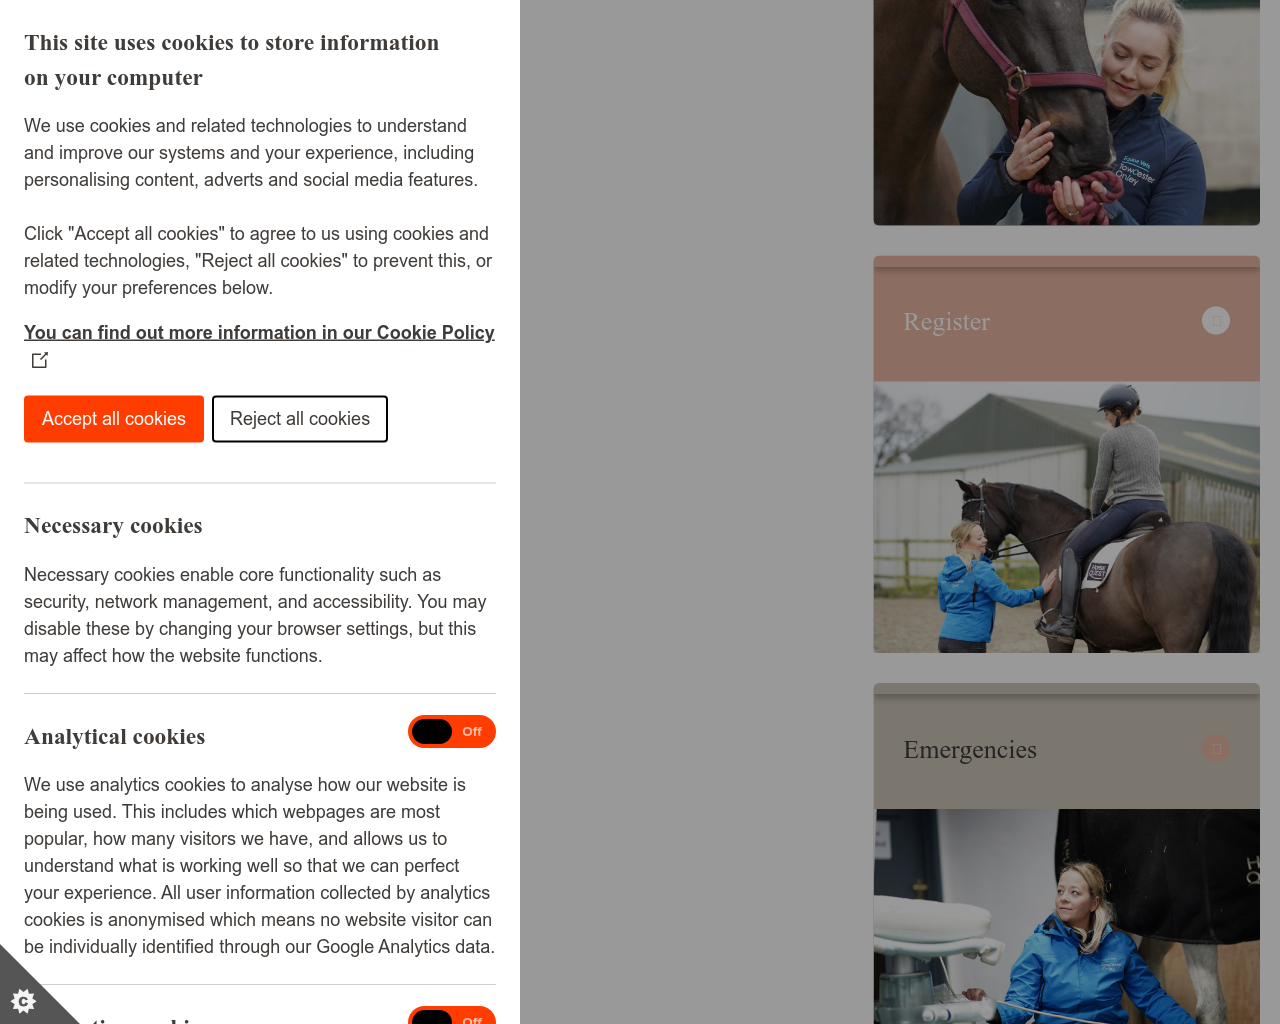 This site uses cookies to store information
on your computer
We use cookies and related technologies to understand
and improve our systems and your experience, including
personalising content, adverts and social media features.
Click "Accept all cookies" to agree to us using cookies and
related technologies, "Reject all cookies" to prevent this, or
modify your preferences below.
You can find out more information in our Cookie Policy
Accept all cookies
Reject all cookies
Necessary cookies
Necessary cookies enable core functionality such as
security, network management, and accessibility. You may
disable these by changing your browser settings, but this
may affect how the website functions.
Analytical cookies
Off
We use analytics cookies to analyse how our website is
being used. This includes which webpages are most
popular, how many visitors we have, and allows us to
understand what is working well so that we can perfect
your experience. All user information collected by analytics
cookies is anonymised which means no website visitor can
be individually identified through our Google Analytics data.
Off
Equine Vets
Towcester
Onley
Register
Emergencies